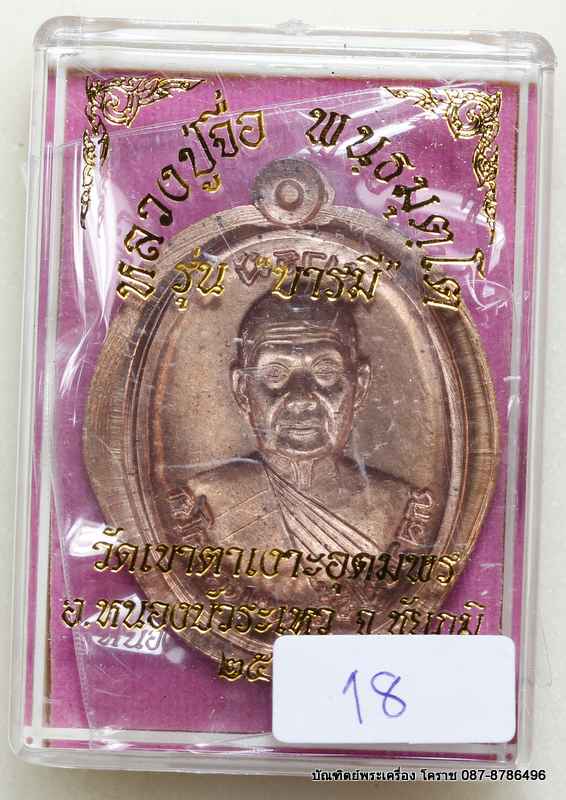 หลวงปู่จื่อ พนฺธมุตฺโต
รุ่น "บารมี"
วัดเขาตาเงาะอุดมพร
อ.หนองบัวระเหว จ.ชัยภูมิ
๒๕
18
บัณฑิตย์พระเครื่อง โคราช 087-8786496